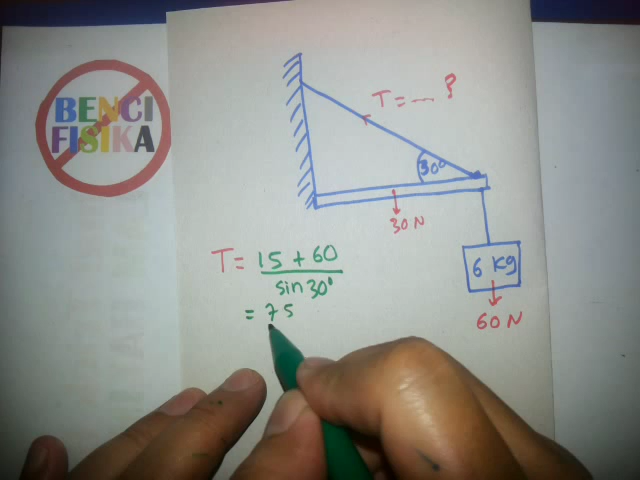 BENCI
FISIKA
T = ... ?
T
30°
30 N
6 kg
60 N
T = 15 + 60
sin 30°
= 75